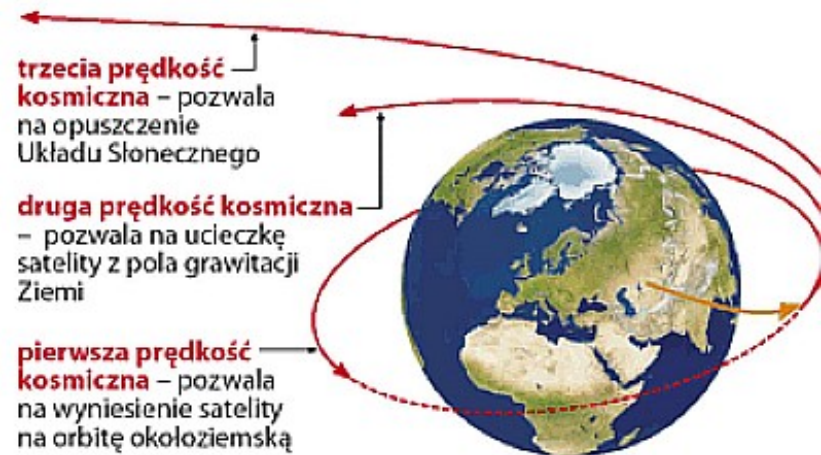 trzecia prędkość
kosmiczna – pozwala
na opuszczenie
Układu Słonecznego
druga prędkość kosmiczna
– pozwala na ucieczkę
satelity z pola grawitacji
Ziemi
pierwsza prędkość
kosmiczna – pozwala
na wyniesienie satelity
na orbitę okołoziemską